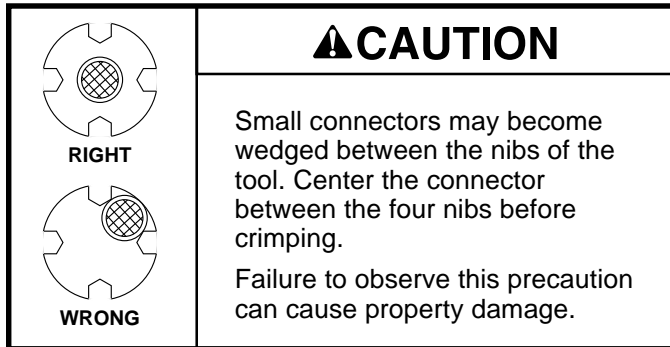 RIGHT
WRONG
⚠CAUTION
Small connectors may become
wedged between the nibs of the
tool. Center the connector
between the four nibs before
crimping.
Failure to observe this precaution
can cause property damage.